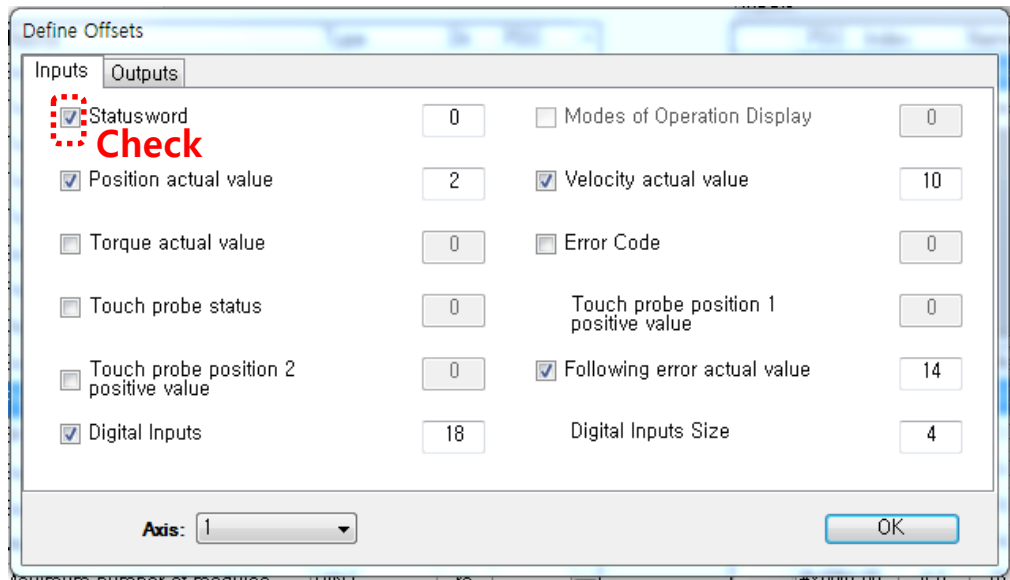 Define Offsets
Inputs Outputs
Statusword 0 Modes of Operation Display 0
Check
Position actual value 2 Velocity actual value 10
Torque actual value 0 Error Code 0
Touch probe status 0 Touch probe position 1
positive value 0
Touch probe position 2
positive value 0 Following error actual value 14
Digital Inputs 18 Digital Inputs Size 4
Axis: 1 OK